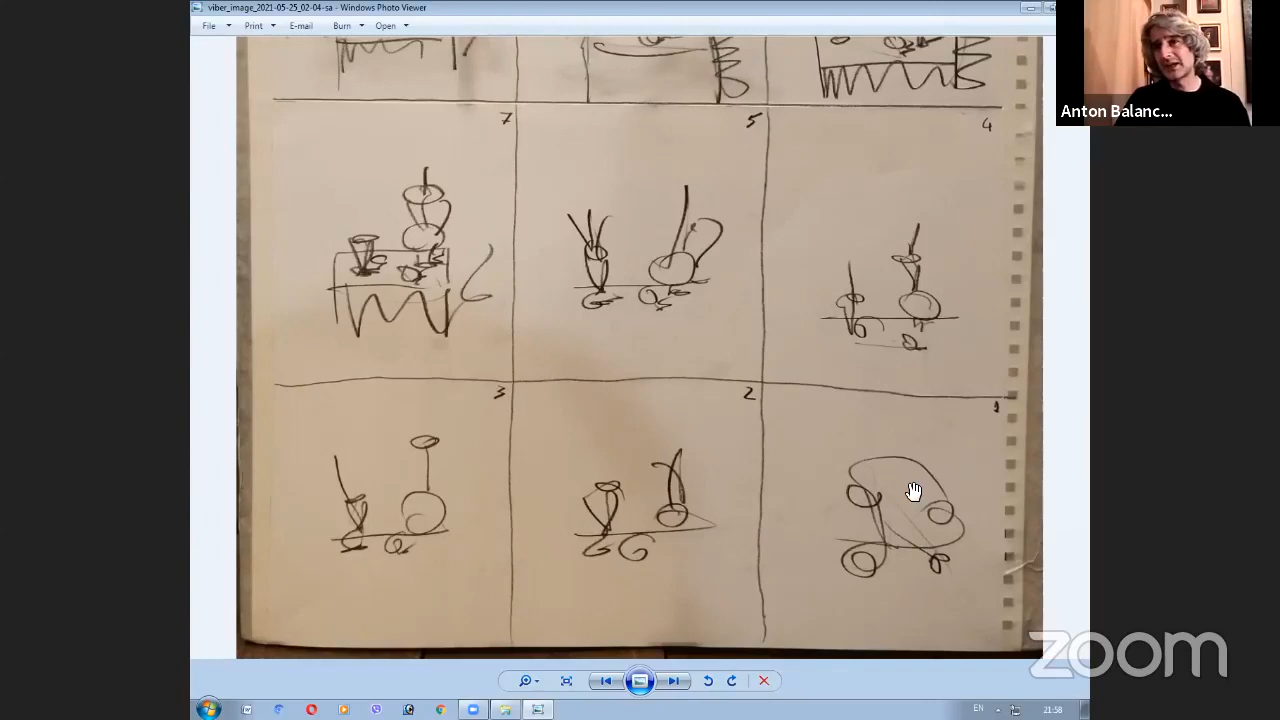 viber_image_2021-05-25_02-04-sa - Windows Photo Viewer
File Print E-mail Burn Open
Anton Balanc...
7 5 4
3 2 1
zoom
EN 21:58